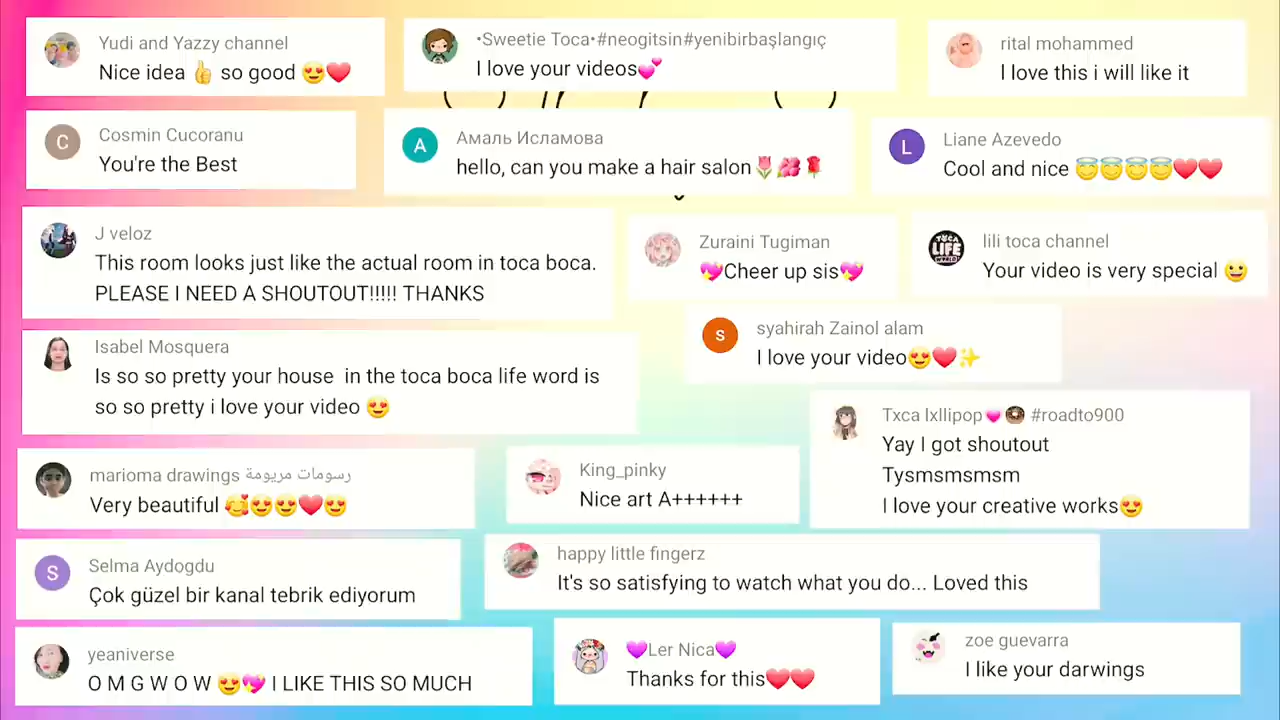 Yudi and Yazzy channel
Nice idea 👍 so good 😍❤️
•Sweetie Toca•#neogitsin#yenibirbaşlangıç
I love your videos💕
rital mohammed
I love this i will like it
C
Cosmin Cucoranu
You're the Best
A
Амаль Исламова
hello, can you make a hair salon🌷🌺🌹
L
Liane Azevedo
Cool and nice 😇😇😇😇❤️❤️
J veloz
This room looks just like the actual room in toca boca.
PLEASE I NEED A SHOUTOUT!!!!! THANKS
Zuraini Tugiman
💖Cheer up sis💖
TOCA
LIFE
WORLD
lili toca channel
Your video is very special 😀
Isabel Mosquera
Is so so pretty your house in the toca boca life word is
so so pretty i love your video 😍
S
syahirah Zainol alam
I love your video😍❤️✨
Txca Ixllipop💗🍩 #roadto900
Yay I got shoutout
Tysmsmsmsm
I love your creative works😍
marioma drawings رسومات مريومة
Very beautiful 🥰😍😍❤️😍
King_pinky
Nice art A++++++
S
Selma Aydogdu
Çok güzel bir kanal tebrik ediyorum
happy little fingerz
It's so satisfying to watch what you do... Loved this
yeaniverse
O M G W O W 😍💖 I LIKE THIS SO MUCH
💜Ler Nica💜
Thanks for this❤️❤️
zoe guevarra
I like your darwings